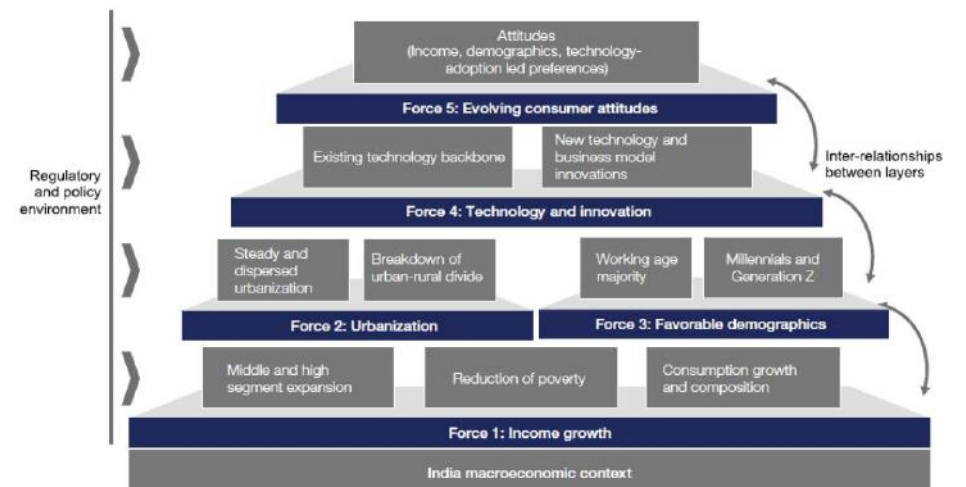 Attitudes
(Income, demographics, technology-
adoption led preferences)
Force 5: Evolving consumer attitudes
Existing technology backbone
New technology and
business model
innovations
Inter-relationships
between layers
Regulatory
and policy
environment
Force 4: Technology and innovation
Steady and
dispersed
urbanization
Breakdown of
urban-rural divide
Working age
majority
Millennials and
Generation Z
Force 2: Urbanization
Force 3: Favorable demographics
Middle and high
segment expansion
Reduction of poverty
Consumption growth
and composition
Force 1: Income growth
India macroeconomic context